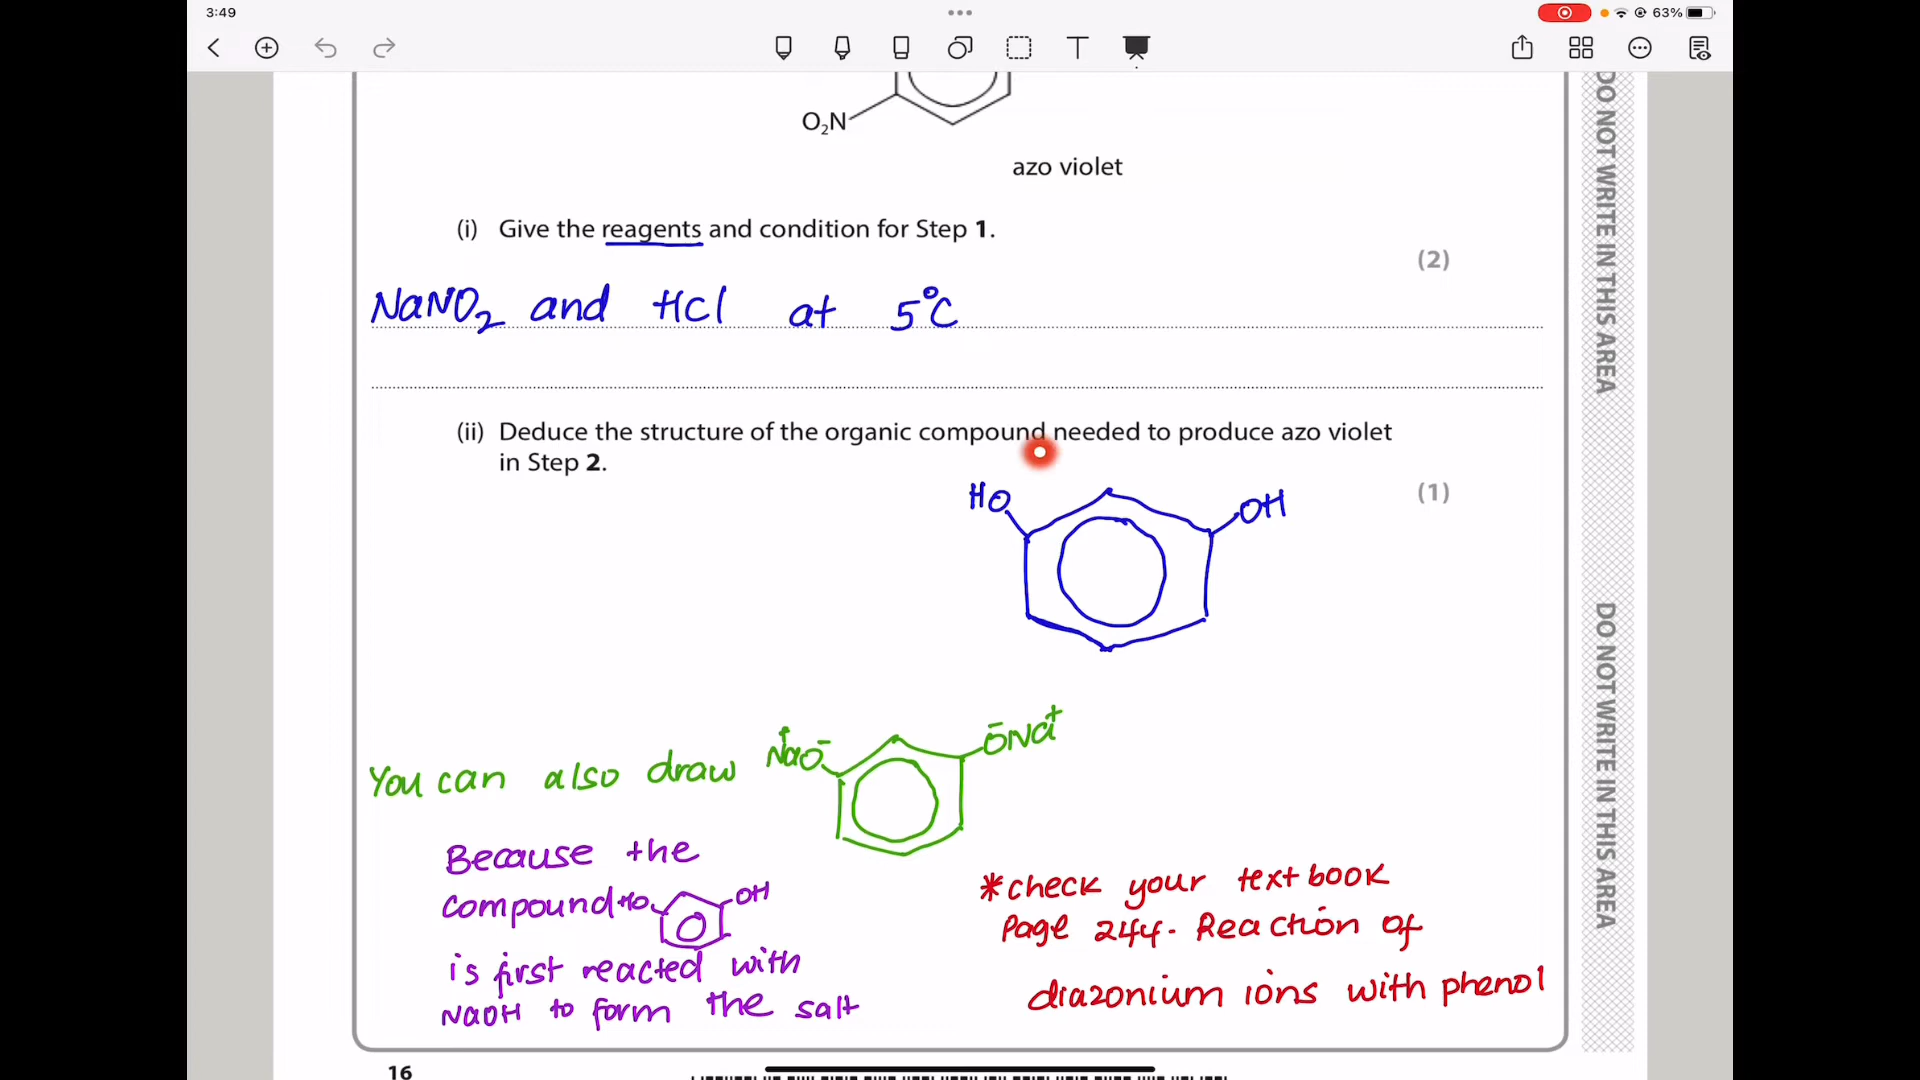 3:49
63%
O₂N
azo violet
(i) Give the reagents and condition for Step 1.
(2)
NaNO₂ and HCl at 5°C
(ii) Deduce the structure of the organic compound needed to produce azo violet
in Step 2.
(1)
HO
OH
You can also draw Na⁺O⁻ O⁻Na⁺
Because the
compound HO OH
is first reacted with
NaOH to form the salt
*check your textbook
Page 244. Reaction of
diazonium ions with phenol
16
DO NOT WRITE IN THIS AREA
DO NOT WRITE IN THIS AREA